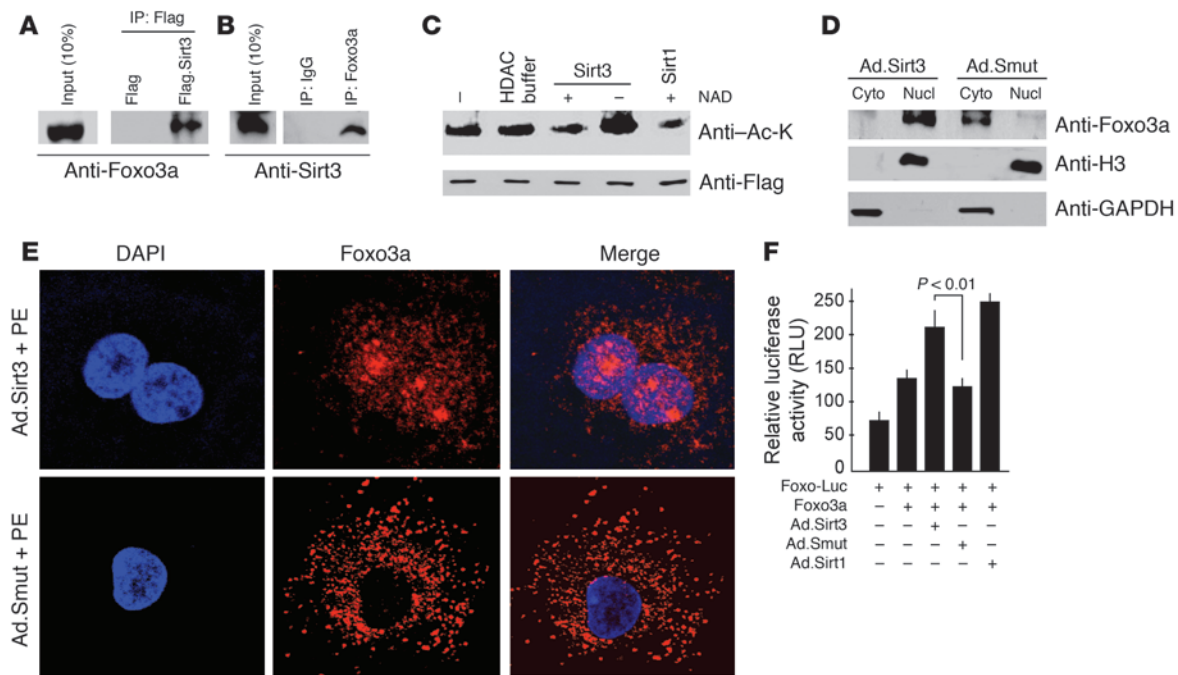 A
IP: Flag
Input (10%)
Flag
Flag.Sirt3
Anti-Foxo3a
B
Input (10%)
IP: IgG
IP: Foxo3a
Anti-Sirt3
C
HDAC
buffer
Sirt3
Sirt1
– + – + NAD
Anti–Ac-K
Anti-Flag
D
Ad.Sirt3 Ad.Smut
Cyto Nucl Cyto Nucl
Anti-Foxo3a
Anti-H3
Anti-GAPDH
E
DAPI Foxo3a Merge
Ad.Sirt3 + PE
Ad.Smut + PE
F
P < 0.01
Relative luciferase
activity (RLU)
250
200
150
100
50
0
Foxo-Luc + + + + +
Foxo3a – + + + +
Ad.Sirt3 – – + – –
Ad.Smut – – – + –
Ad.Sirt1 – – – – +